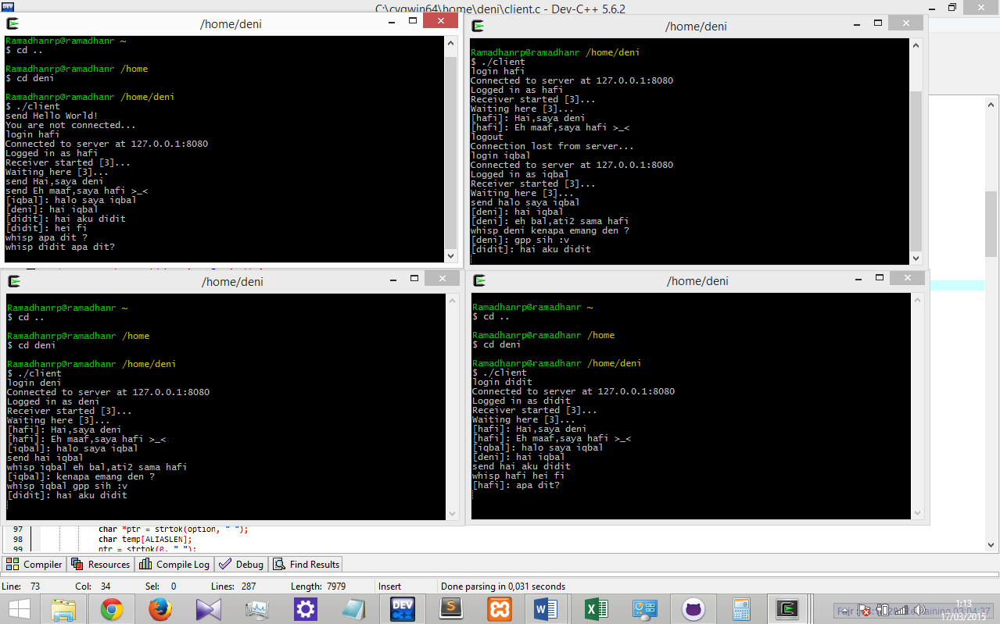 C:\cygwin64\home\deni\client.c - Dev-C++ 5.6.2
/home/deni
Ramadhanrp@ramadhanr ~
$ cd ..
Ramadhanrp@ramadhanr /home
$ cd deni
Ramadhanrp@ramadhanr /home/deni
$ ./client
send Hello World!
You are not connected...
login hafi
Connected to server at 127.0.0.1:8080
Logged in as hafi
Receiver started [3]...
Waiting here [3]...
send Hai,saya deni
send Eh maaf,saya hafi >_<
[iqbal]: halo saya iqbal
[deni]: hai iqbal
[didit]: hai aku didit
[didit]: hei fi
whisp apa dit ?
whisp didit apa dit?
/home/deni
Ramadhanrp@ramadhanr /home/deni
$ ./client
login hafi
Connected to server at 127.0.0.1:8080
Logged in as hafi
Receiver started [3]...
Waiting here [3]...
[hafi]: Hai,saya deni
[hafi]: Eh maaf,saya hafi >_<
logout
Connection lost from server...
login iqbal
Connected to server at 127.0.0.1:8080
Logged in as iqbal
Receiver started [3]...
Waiting here [3]...
send halo saya iqbal
[deni]: hai iqbal
[deni]: eh bal,ati2 sama hafi
whisp deni kenapa emang den ?
[deni]: gpp sih :v
[didit]: hai aku didit
/home/deni
Ramadhanrp@ramadhanr ~
$ cd ..
Ramadhanrp@ramadhanr /home
$ cd deni
Ramadhanrp@ramadhanr /home/deni
$ ./client
login deni
Connected to server at 127.0.0.1:8080
Logged in as deni
Receiver started [3]...
Waiting here [3]...
[hafi]: Hai,saya deni
[hafi]: Eh maaf,saya hafi >_<
[iqbal]: halo saya iqbal
send hai iqbal
whisp iqbal eh bal,ati2 sama hafi
[iqbal]: kenapa emang den ?
whisp iqbal gpp sih :v
[didit]: hai aku didit
/home/deni
Ramadhanrp@ramadhanr ~
$ cd ..
Ramadhanrp@ramadhanr /home
$ cd deni
Ramadhanrp@ramadhanr /home/deni
$ ./client
login didit
Connected to server at 127.0.0.1:8080
Logged in as didit
Receiver started [3]...
Waiting here [3]...
[hafi]: Hai,saya deni
[hafi]: Eh maaf,saya hafi >_<
[iqbal]: halo saya iqbal
[deni]: hai iqbal
send hai aku didit
whisp hafi hei fi
[hafi]: apa dit?
97 char *ptr = strtok(option, " ");
98 char temp[ALIASLEN];
99 ptr = strtok(0, " ");
Compiler Resources Compile Log Debug Find Results
Line: 73 Col: 34 Sel: 0 Lines: 287 Length: 7979 Insert Done parsing in 0,031 seconds
1:13
03:04:37
17/03/2015